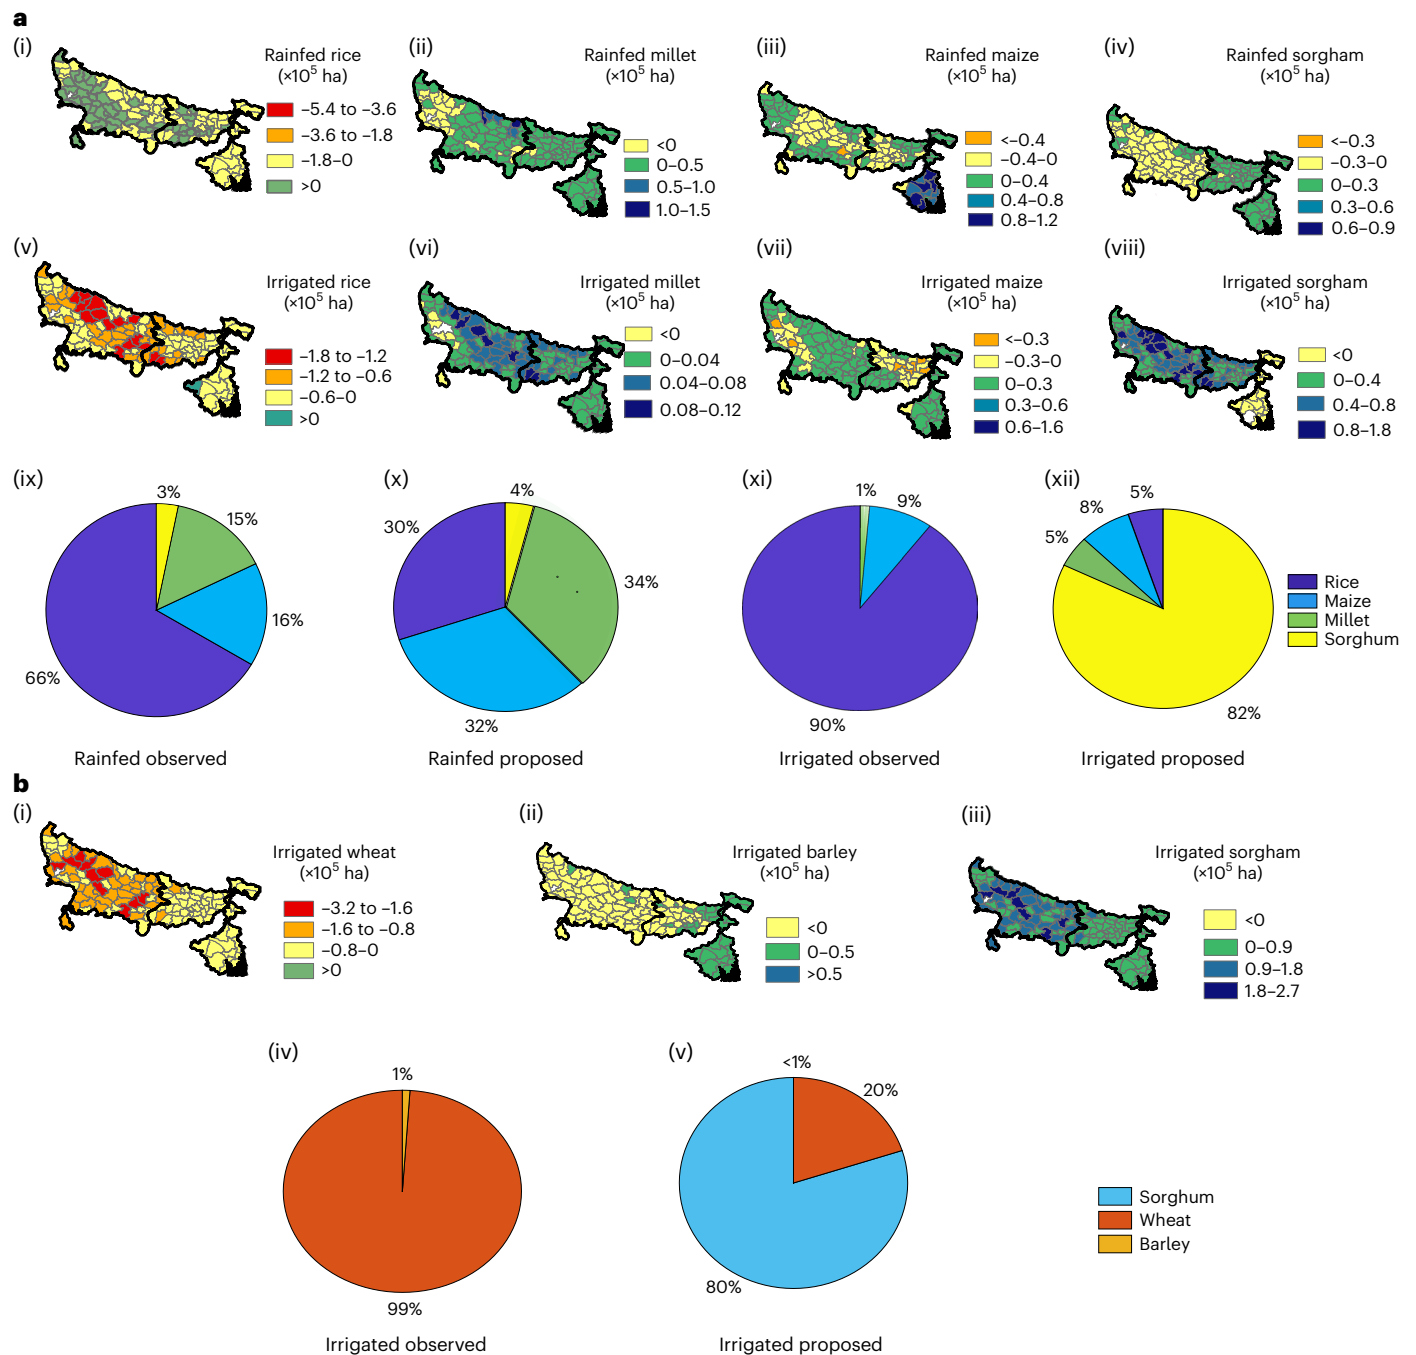 a
(i)
Rainfed rice
(×10⁵ ha)
−5.4 to −3.6
−3.6 to −1.8
−1.8–0
>0
(ii)
Rainfed millet
(×10⁵ ha)
<0
0–0.5
0.5–1.0
1.0–1.5
(iii)
Rainfed maize
(×10⁵ ha)
<−0.4
−0.4–0
0–0.4
0.4–0.8
0.8–1.2
(iv)
Rainfed sorgham
(×10⁵ ha)
<−0.3
−0.3–0
0–0.3
0.3–0.6
0.6–0.9
(v)
Irrigated rice
(×10⁵ ha)
−1.8 to −1.2
−1.2 to −0.6
−0.6–0
>0
(vi)
Irrigated millet
(×10⁵ ha)
<0
0–0.04
0.04–0.08
0.08–0.12
(vii)
Irrigated maize
(×10⁵ ha)
<−0.3
−0.3–0
0–0.3
0.3–0.6
0.6–1.6
(viii)
Irrigated sorgham
(×10⁵ ha)
<0
0–0.4
0.4–0.8
0.8–1.8
(ix)
3%
15%
16%
66%
Rainfed observed
(x)
4%
30%
34%
32%
Rainfed proposed
(xi)
1%
9%
90%
Irrigated observed
(xii)
5%
8%
5%
82%
Irrigated proposed
Rice
Maize
Millet
Sorghum
b
(i)
Irrigated wheat
(×10⁵ ha)
−3.2 to −1.6
−1.6 to −0.8
−0.8–0
>0
(ii)
Irrigated barley
(×10⁵ ha)
<0
0–0.5
>0.5
(iii)
Irrigated sorgham
(×10⁵ ha)
<0
0–0.9
0.9–1.8
1.8–2.7
(iv)
1%
99%
Irrigated observed
(v)
<1%
20%
80%
Irrigated proposed
Sorghum
Wheat
Barley